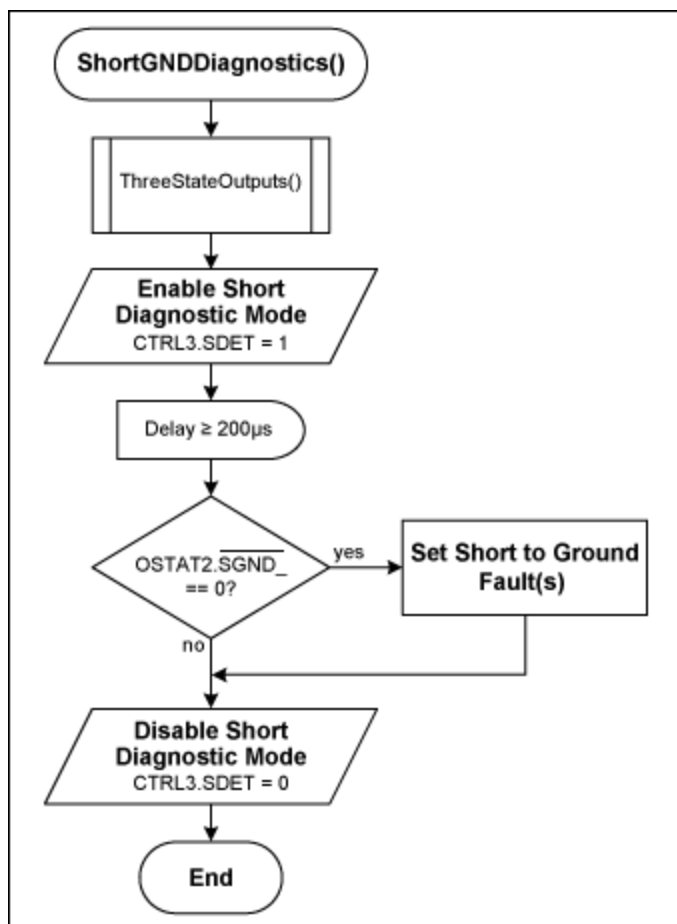 ShortGNDDiagnostics()
ThreeStateOutputs()
Enable Short
Diagnostic Mode
CTRL3.SDET = 1
Delay ≥ 200µs
OSTAT2.S̅G̅N̅D̅_̅
== 0?
yes
Set Short to Ground
Fault(s)
no
Disable Short
Diagnostic Mode
CTRL3.SDET = 0
End